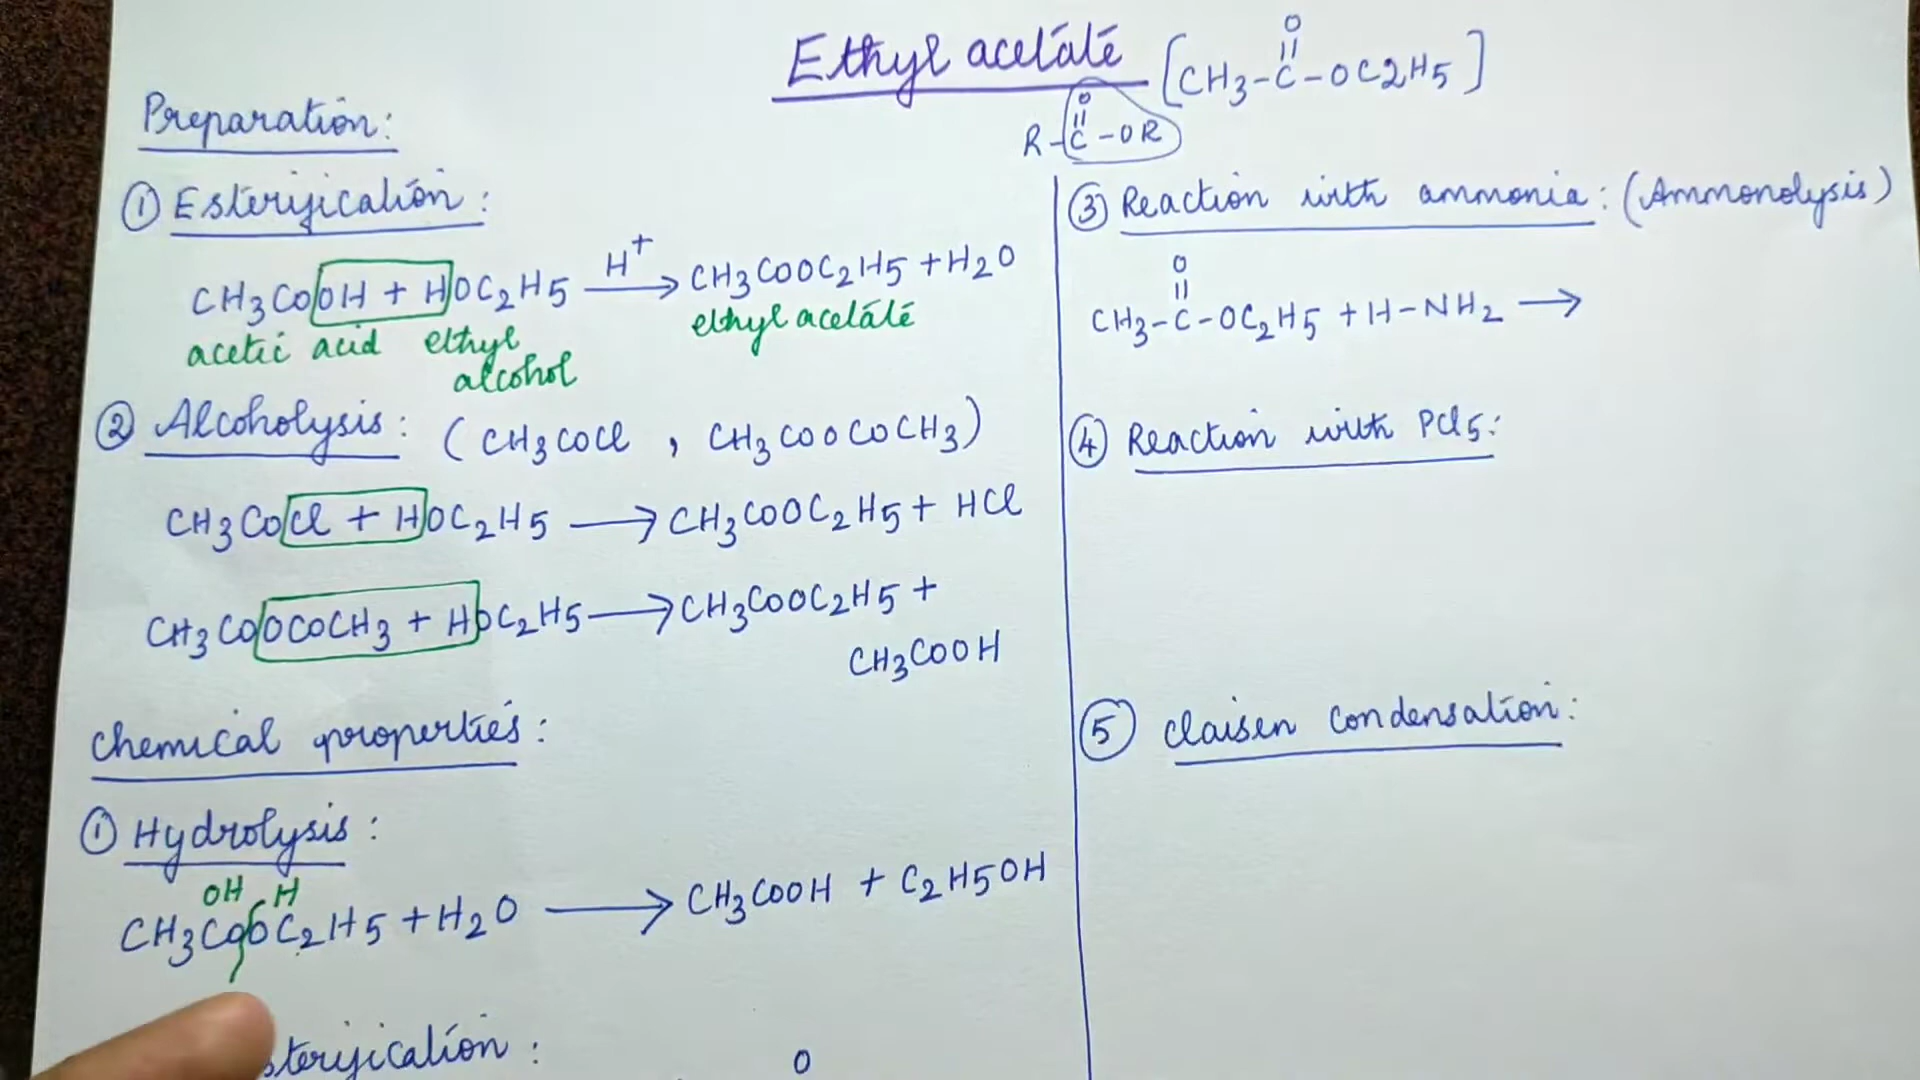 Ethyl acetate [CH3-C-OC2H5]
O
||
R-C-OR
O
||
Preparation:
① Esterification:
CH3COOH + HOC2H5 ⟶ CH3COOC2H5 + H2O
H+
acetic acid ethyl alcohol
ethyl acetate
② Alcoholysis: (CH3COCl , CH3COOCOCH3)
CH3COCl + HOC2H5 ⟶ CH3COOC2H5 + HCl
CH3COOCOCH3 + HOC2H5 ⟶ CH3COOC2H5 +
CH3COOH
Chemical properties:
① Hydrolysis:
OH H
CH3COOC2H5 + H2O ⟶ CH3COOH + C2H5OH
sterification:
O
③ Reaction with ammonia: (Ammonolysis)
O
||
CH3-C-OC2H5 + H-NH2 ⟶
④ Reaction with PCl5:
⑤ Claisen condensation: